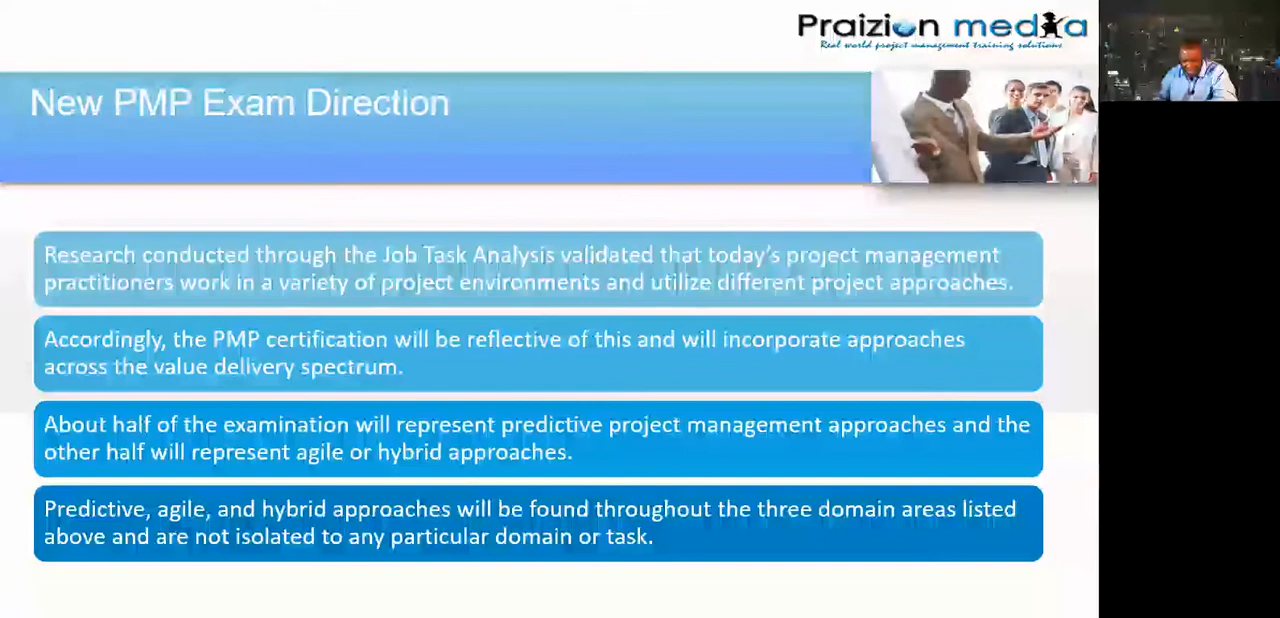 Praizion media
Real world project management training solutions
New PMP Exam Direction
Research conducted through the Job Task Analysis validated that today's project management
practitioners work in a variety of project environments and utilize different project approaches.
Accordingly, the PMP certification will be reflective of this and will incorporate approaches
across the value delivery spectrum.
About half of the examination will represent predictive project management approaches and the
other half will represent agile or hybrid approaches.
Predictive, agile, and hybrid approaches will be found throughout the three domain areas listed
above and are not isolated to any particular domain or task.